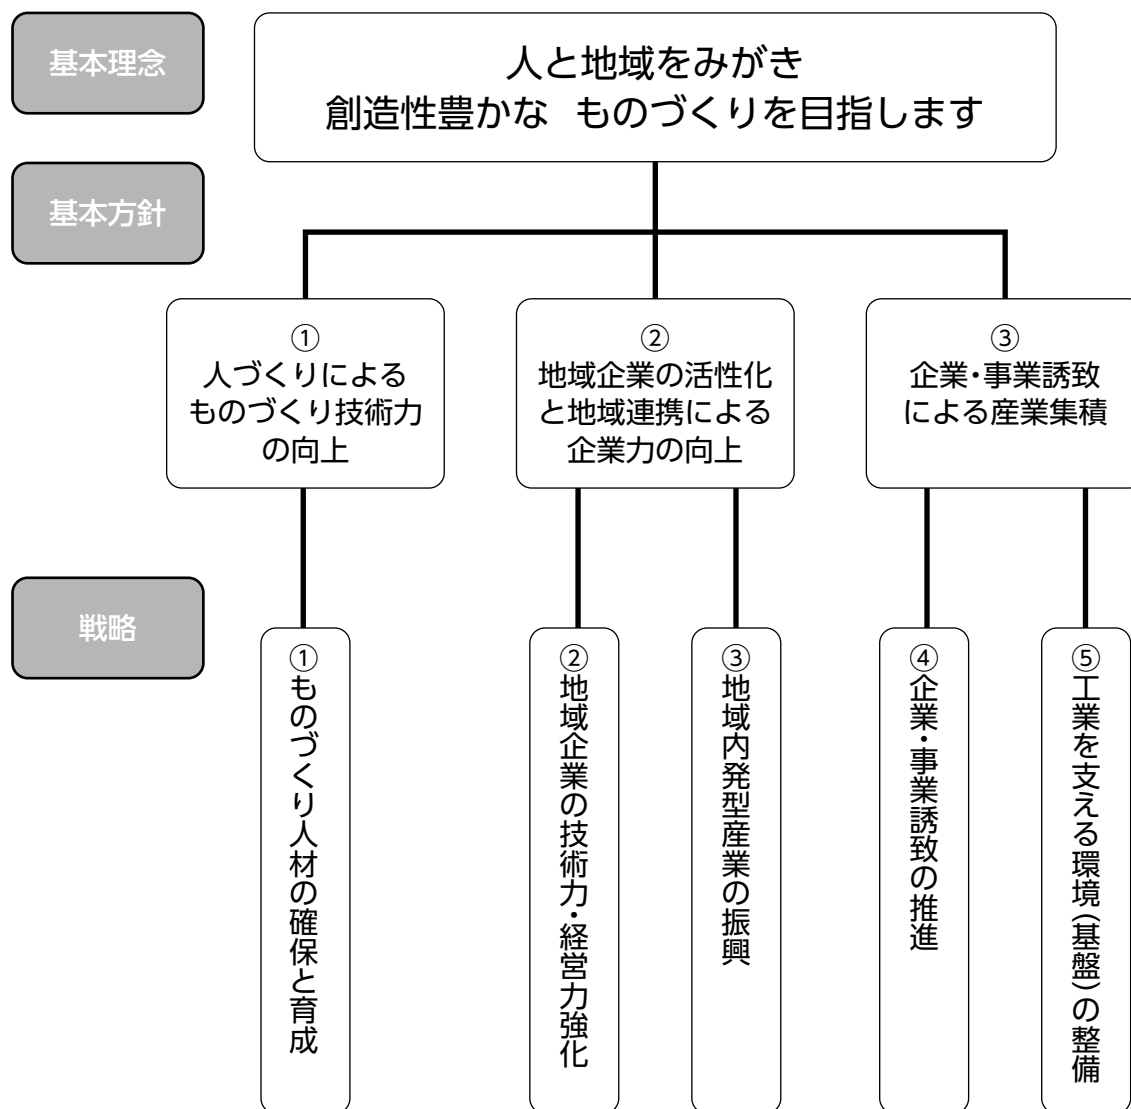 基本理念
人と地域をみがき
創造性豊かな ものづくりを目指します
基本方針
①
人づくりによる
ものづくり技術力
の向上
②
地域企業の活性化
と地域連携による
企業力の向上
③
企業・事業誘致
による産業集積
戦略
①ものづくり人材の確保と育成
②地域企業の技術力・経営力強化
③地域内発型産業の振興
④企業・事業誘致の推進
⑤工業を支える環境(基盤)の整備